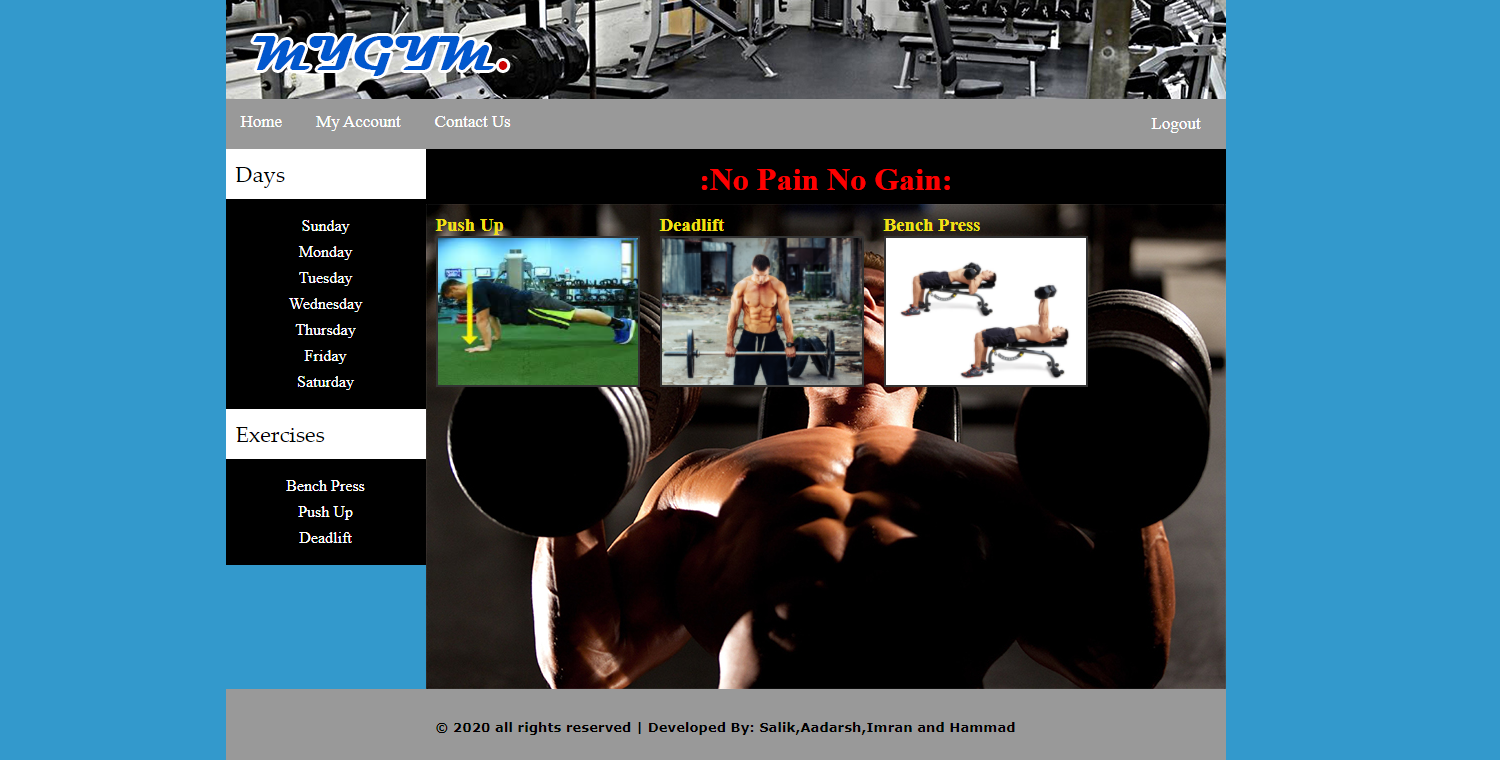 MYGYM.
Home My Account Contact Us Logout
Days
Sunday
Monday
Tuesday
Wednesday
Thursday
Friday
Saturday
Exercises
Bench Press
Push Up
Deadlift
:No Pain No Gain:
Push Up Deadlift Bench Press
© 2020 all rights reserved | Developed By: Salik,Aadarsh,Imran and Hammad